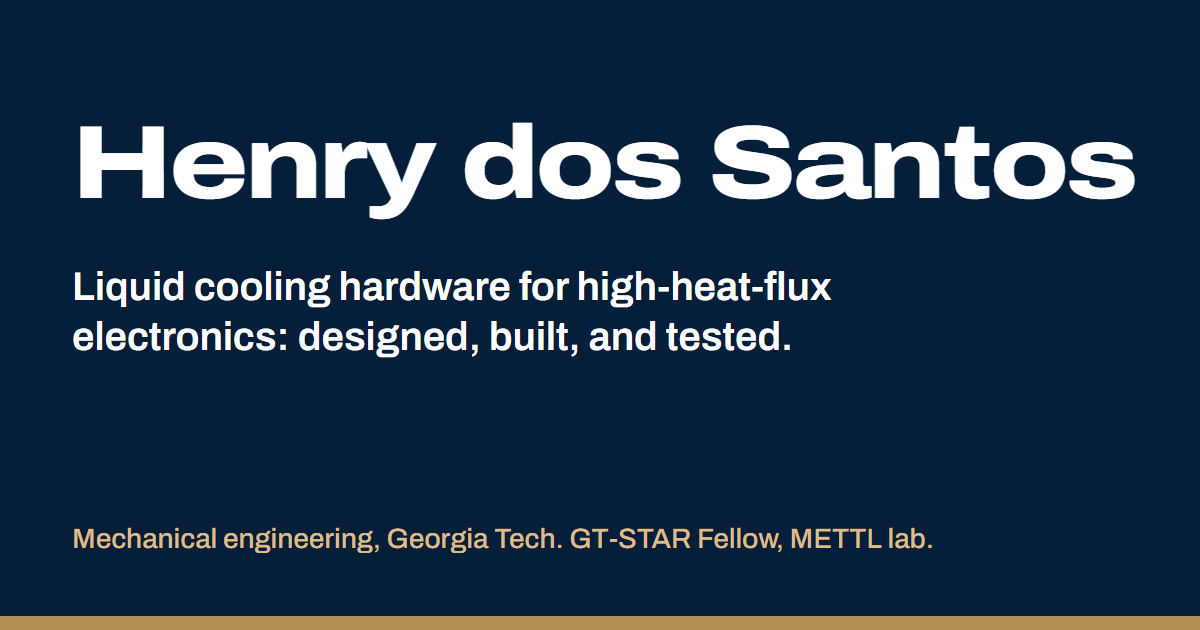 Henry dos Santos
Liquid cooling hardware for high-heat-flux
electronics: designed, built, and tested.
Mechanical engineering, Georgia Tech. GT-STAR Fellow, METTL lab.